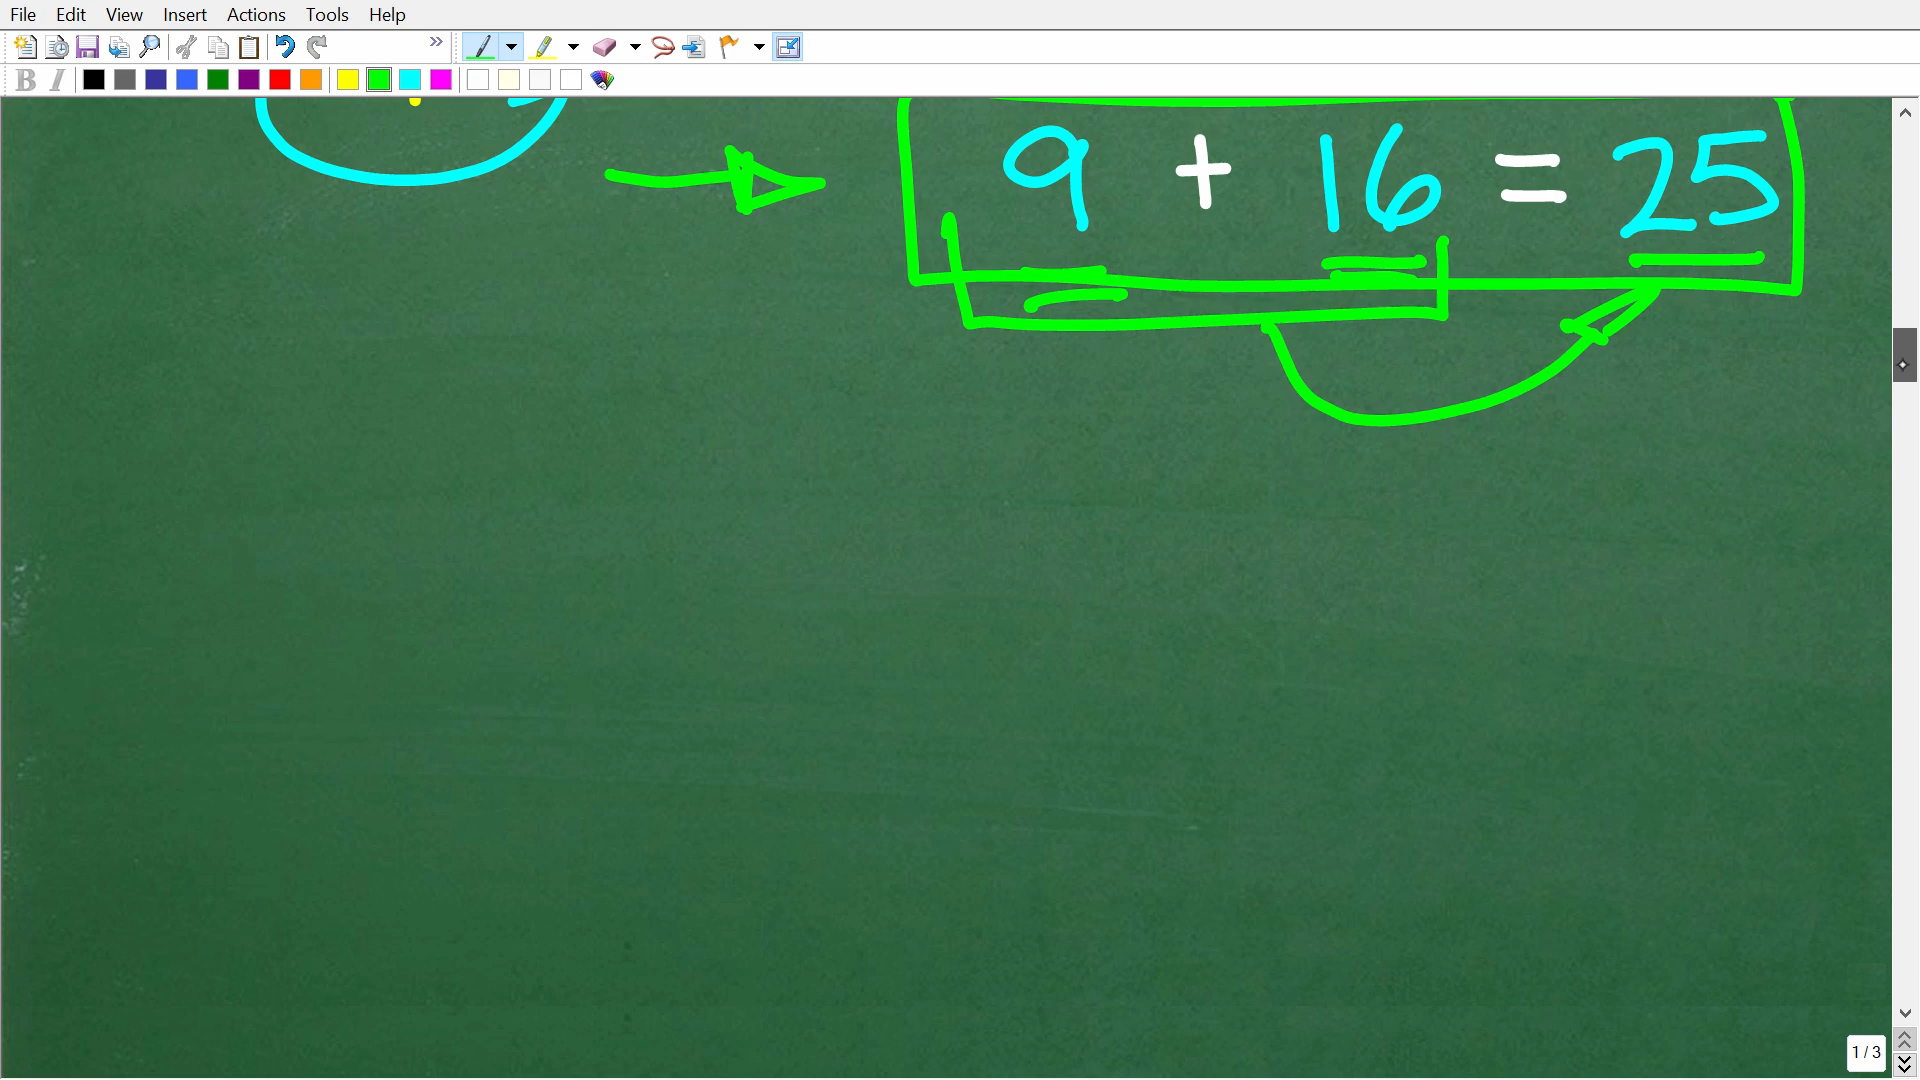 File Edit View Insert Actions Tools Help
B I
9 + 16 = 25
1 / 3